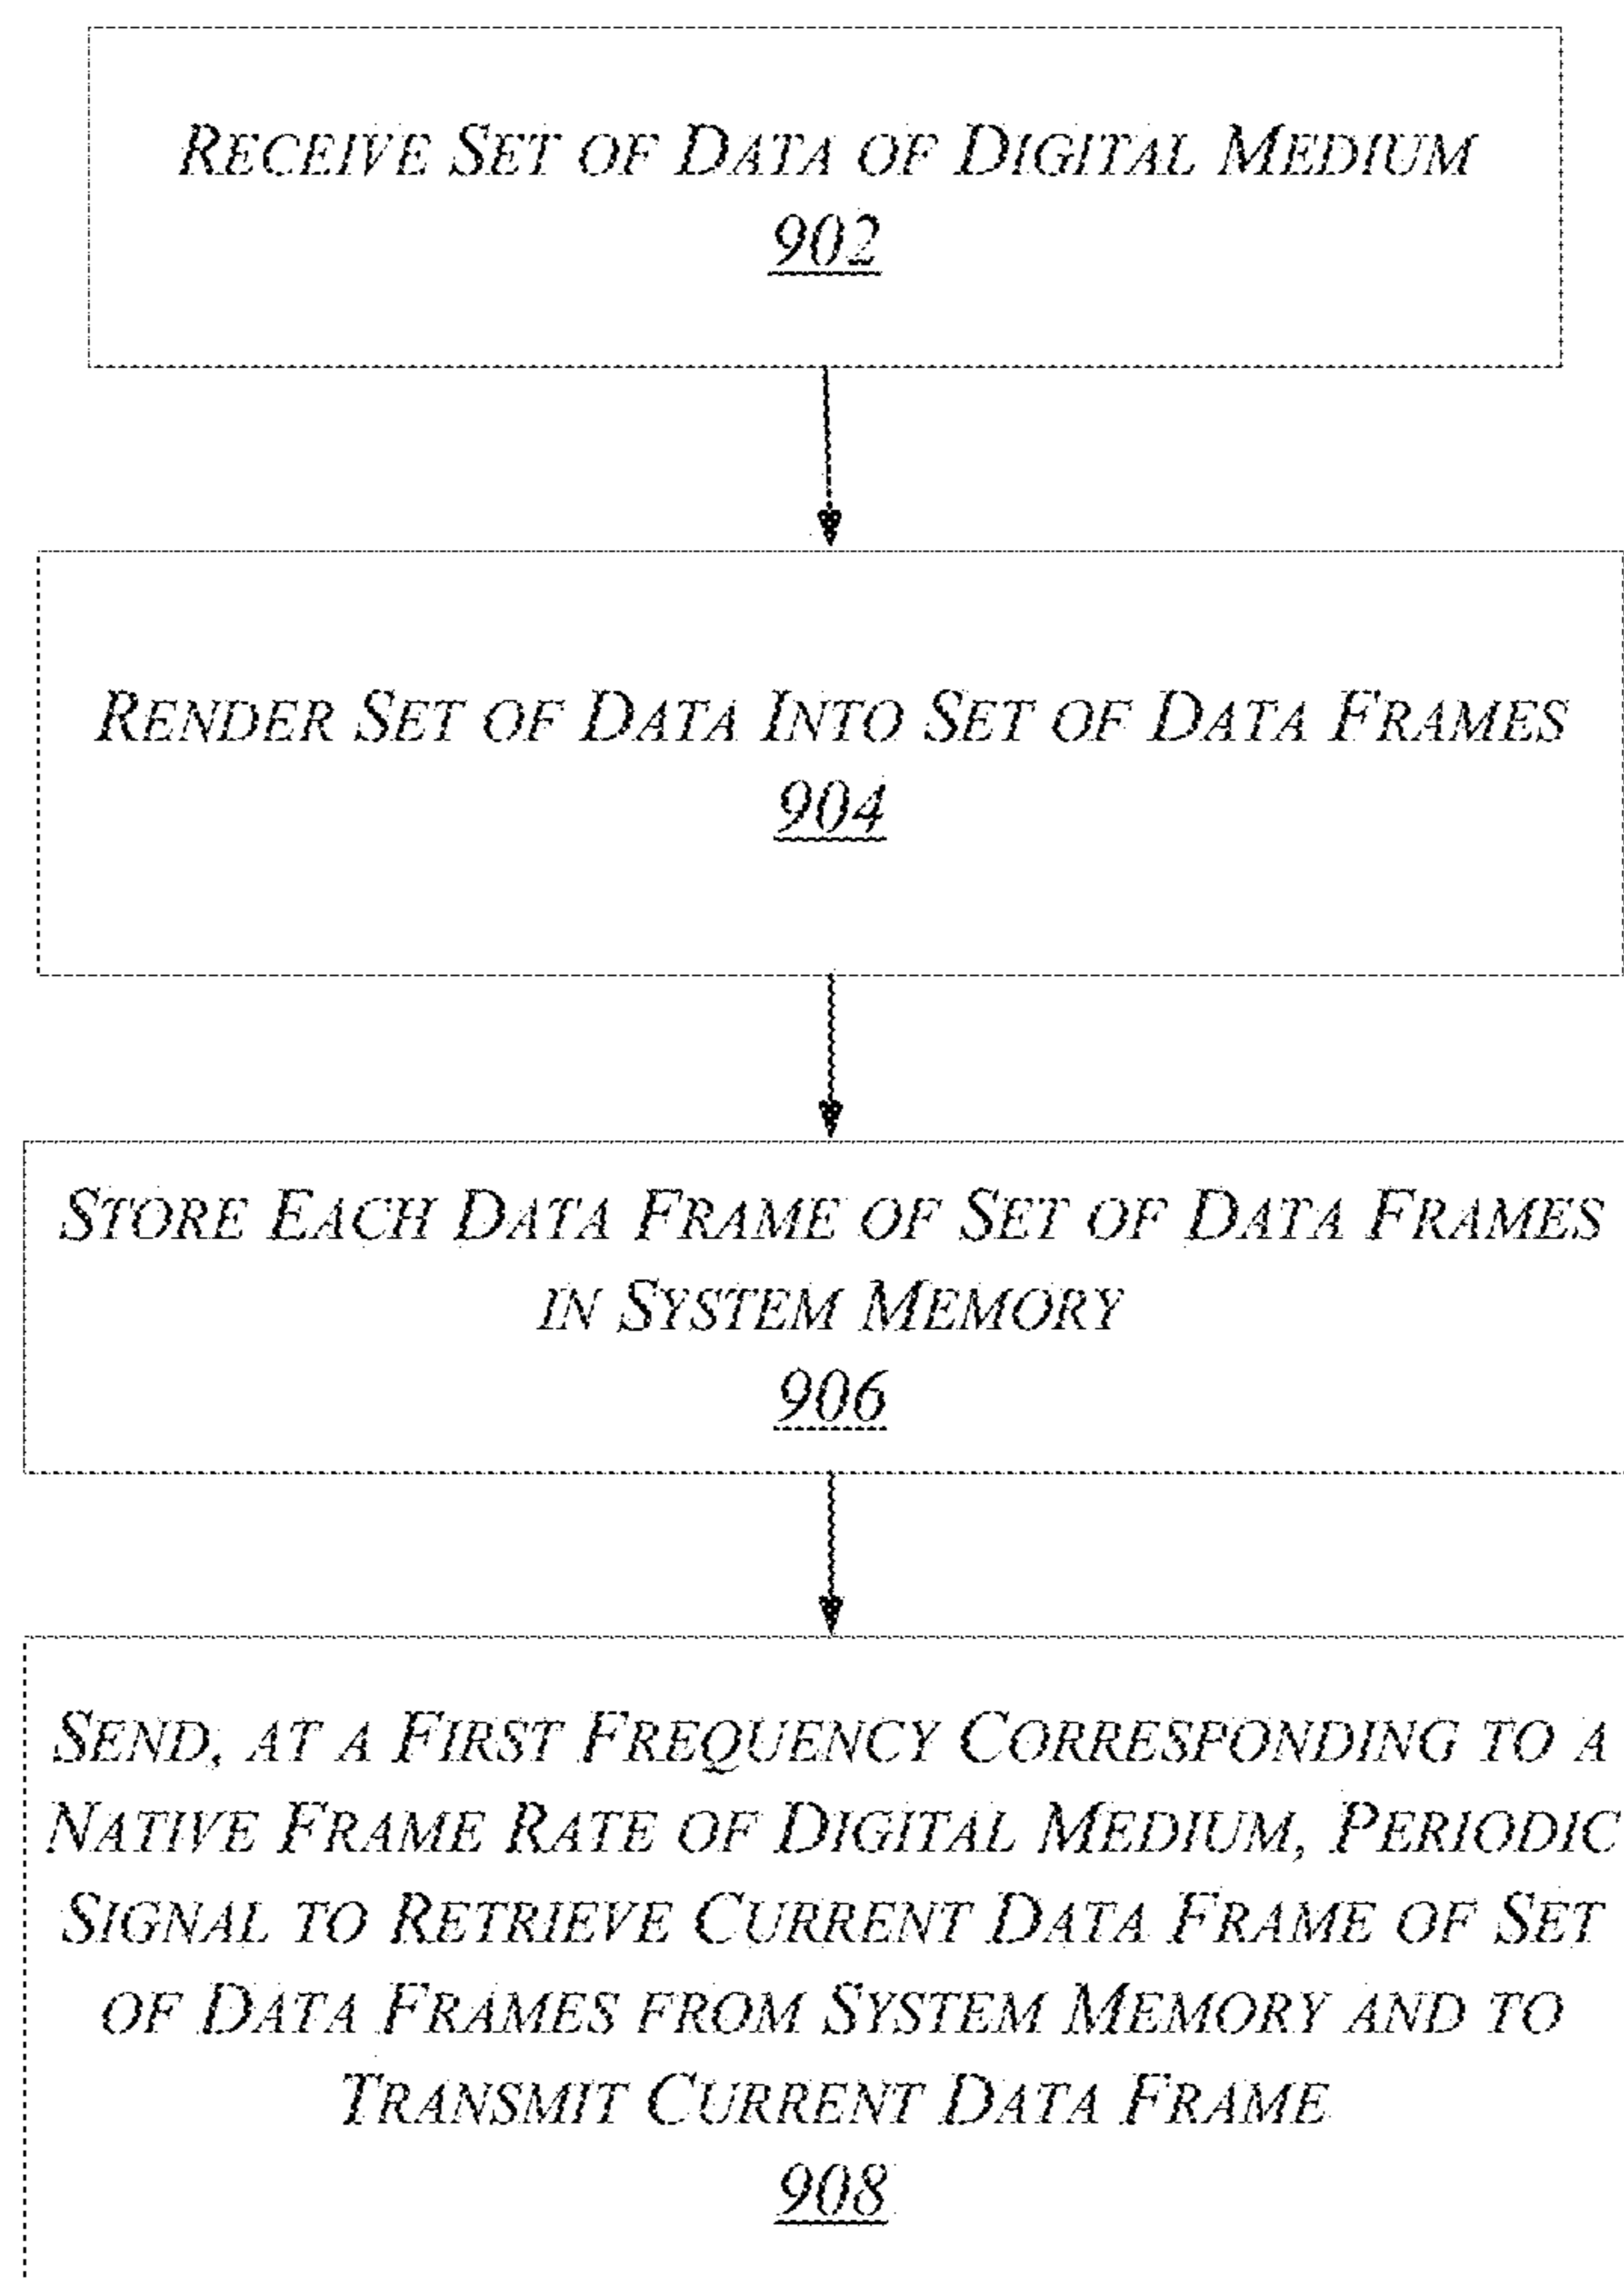 RECEIVE SET OF DATA OF DIGITAL MEDIUM
902
RENDER SET OF DATA INTO SET OF DATA FRAMES
904
STORE EACH DATA FRAME OF SET OF DATA FRAMES
IN SYSTEM MEMORY
906
SEND, AT A FIRST FREQUENCY CORRESPONDING TO A
NATIVE FRAME RATE OF DIGITAL MEDIUM, PERIODIC
SIGNAL TO RETRIEVE CURRENT DATA FRAME OF SET
OF DATA FRAMES FROM SYSTEM MEMORY AND TO
TRANSMIT CURRENT DATA FRAME
908